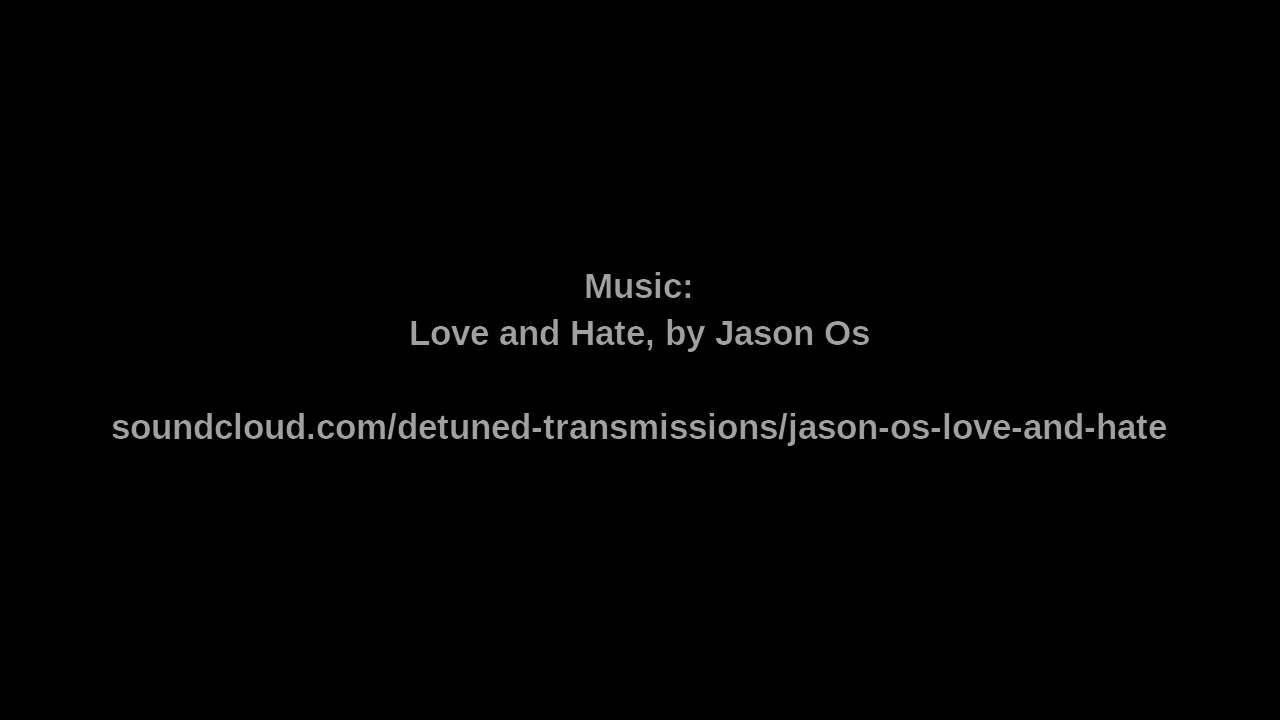 Music:
Love and Hate, by Jason Os
soundcloud.com/detuned-transmissions/jason-os-love-and-hate